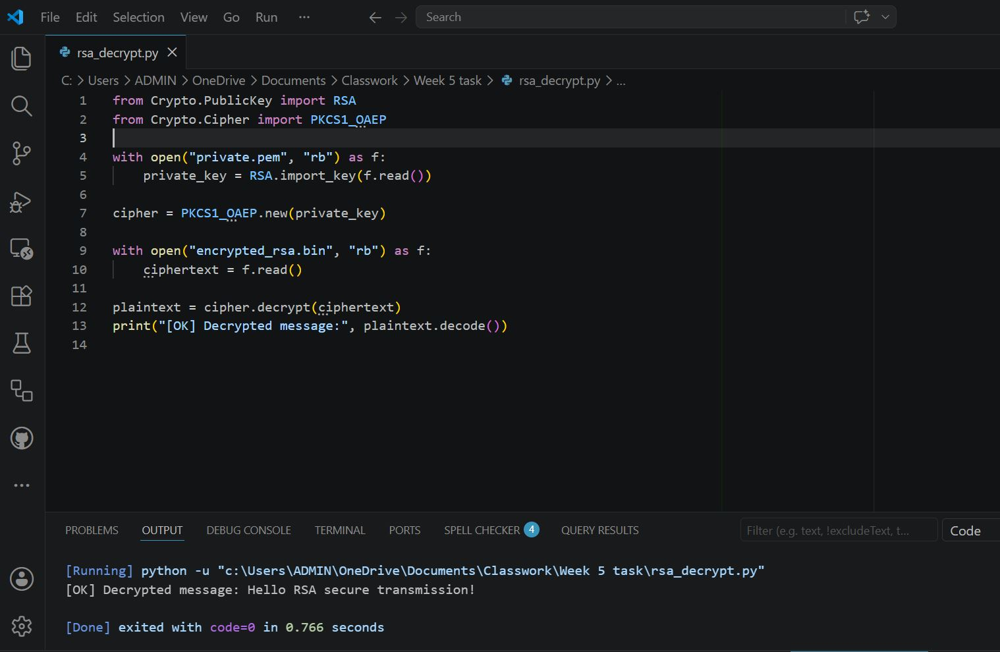 File Edit Selection View Go Run ··· Search
rsa_decrypt.py
C: > Users > ADMIN > OneDrive > Documents > Classwork > Week 5 task > rsa_decrypt.py > ...
1 from Crypto.PublicKey import RSA
2 from Crypto.Cipher import PKCS1_OAEP
3
4 with open("private.pem", "rb") as f:
5     private_key = RSA.import_key(f.read())
6
7 cipher = PKCS1_OAEP.new(private_key)
8
9 with open("encrypted_rsa.bin", "rb") as f:
10     ciphertext = f.read()
11
12 plaintext = cipher.decrypt(ciphertext)
13 print("[OK] Decrypted message:", plaintext.decode())
14
PROBLEMS OUTPUT DEBUG CONSOLE TERMINAL PORTS SPELL CHECKER 4 QUERY RESULTS Filter (e.g. text, !excludeText, t... Code
[Running] python -u "c:\Users\ADMIN\OneDrive\Documents\Classwork\Week 5 task\rsa_decrypt.py"
[OK] Decrypted message: Hello RSA secure transmission!
[Done] exited with code=0 in 0.766 seconds